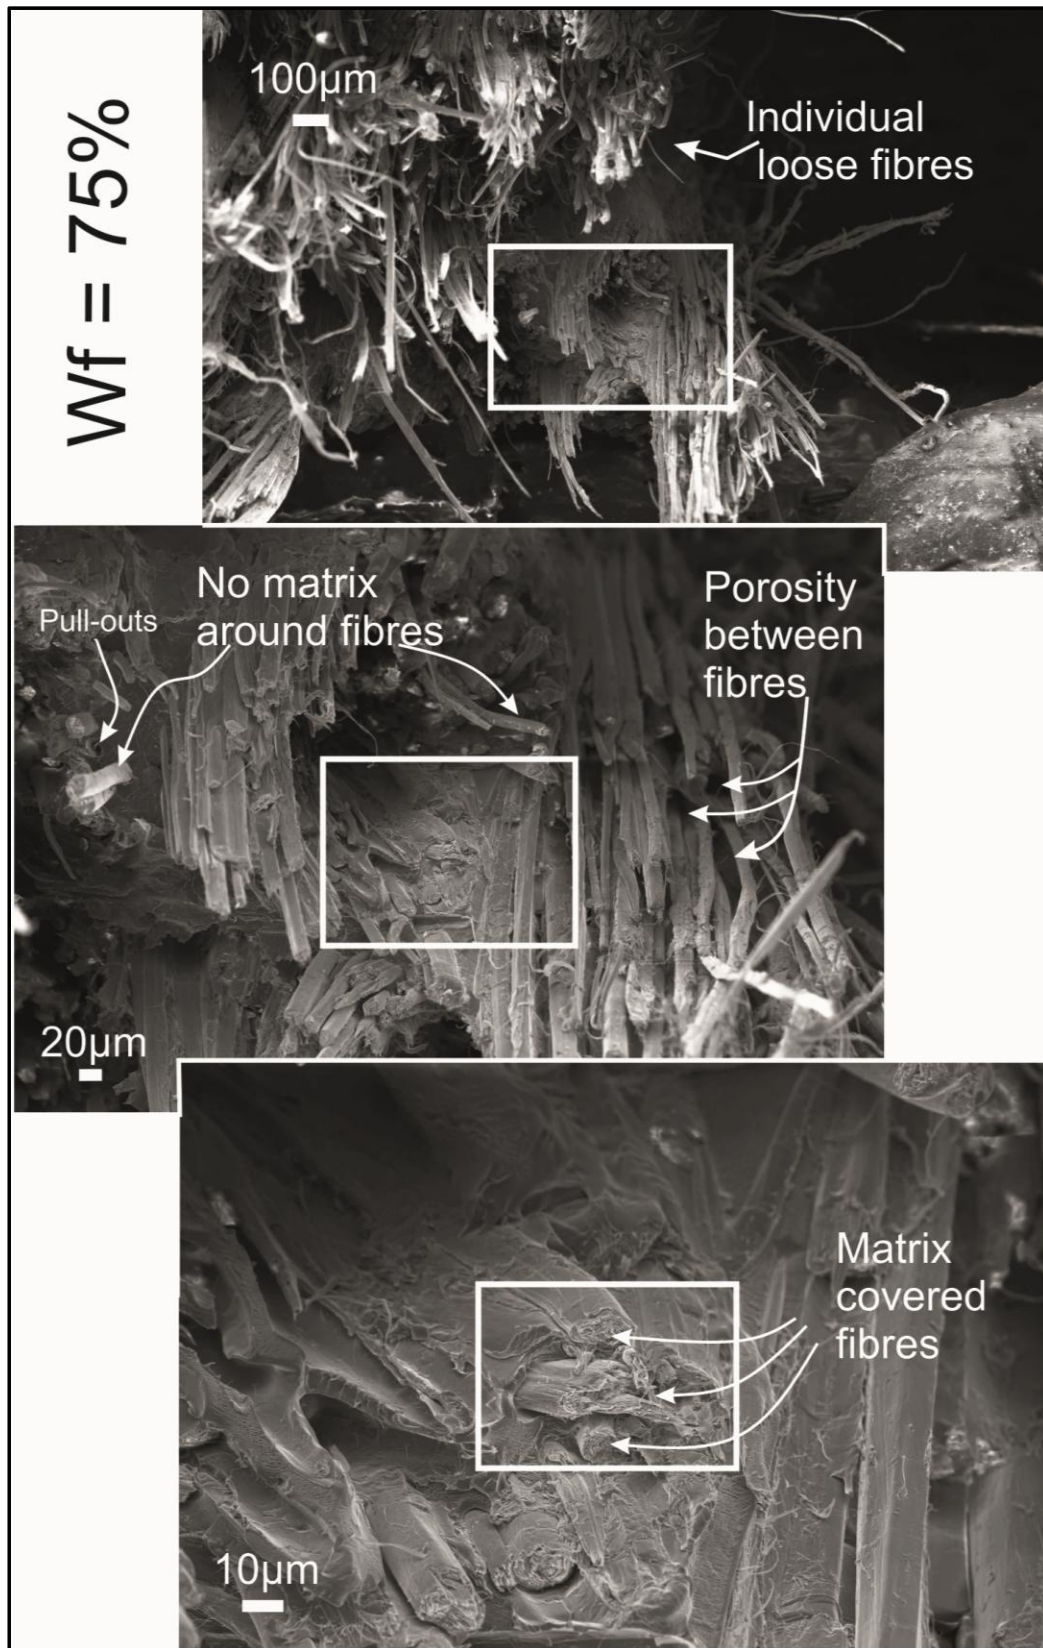 Wf = 75%
100µm
Individual
loose fibres
No matrix
around fibres
Pull-outs
Porosity
between
fibres
20µm
Matrix
covered
fibres
10µm